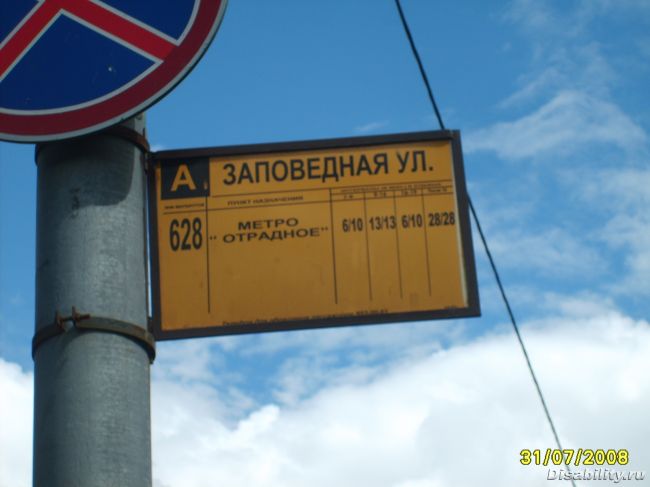 А ЗАПОВЕДНАЯ УЛ.
ПУНКТ НАЗНАЧЕНИЯ
628 МЕТРО 6/10 13/13 6/10 28/28
" ОТРАДНОЕ"
31/07/2008
Disability.ru